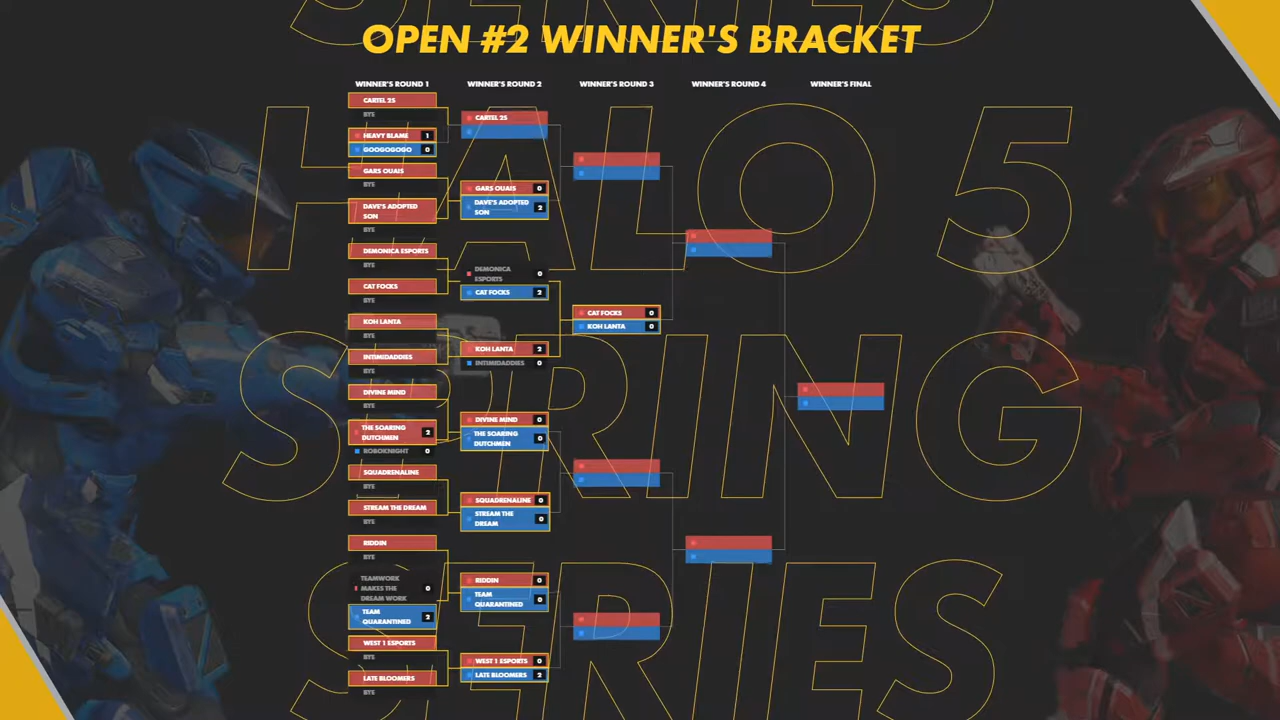 SERIES
OPEN #2 WINNER'S BRACKET
WINNER'S ROUND 1
WINNER'S ROUND 2
WINNER'S ROUND 3
WINNER'S ROUND 4
WINNER'S FINAL
HALO 5
SPRING
SERIES
CARTEL 2S
BYE
HEAVY BLAME 1
GOOGOGOGO 0
GARS OUAIS
BYE
DAVE'S ADOPTED
SON
BYE
DEMONICA ESPORTS
BYE
CAT FOCKS
BYE
KOH LANTA
BYE
INTIMIDADDIES
BYE
DIVINE MIND
BYE
THE SOARING
DUTCHMEN 2
ROBOKNIGHT 0
SQUADRENALINE
BYE
STREAM THE DREAM
BYE
RIDDIN
BYE
TEAMWORK
MAKES THE 0
DREAM WORK
TEAM
QUARANTINED 2
WEST 1 ESPORTS
BYE
LATE BLOOMERS
BYE
CARTEL 2S
GARS OUAIS 0
DAVE'S ADOPTED
SON 2
DEMONICA
ESPORTS 0
CAT FOCKS 2
KOH LANTA 2
INTIMIDADDIES 0
DIVINE MIND 0
THE SOARING
DUTCHMEN 0
SQUADRENALINE 0
STREAM THE
DREAM 0
RIDDIN 0
TEAM
QUARANTINED 0
WEST 1 ESPORTS 0
LATE BLOOMERS 2
CAT FOCKS 0
KOH LANTA 0